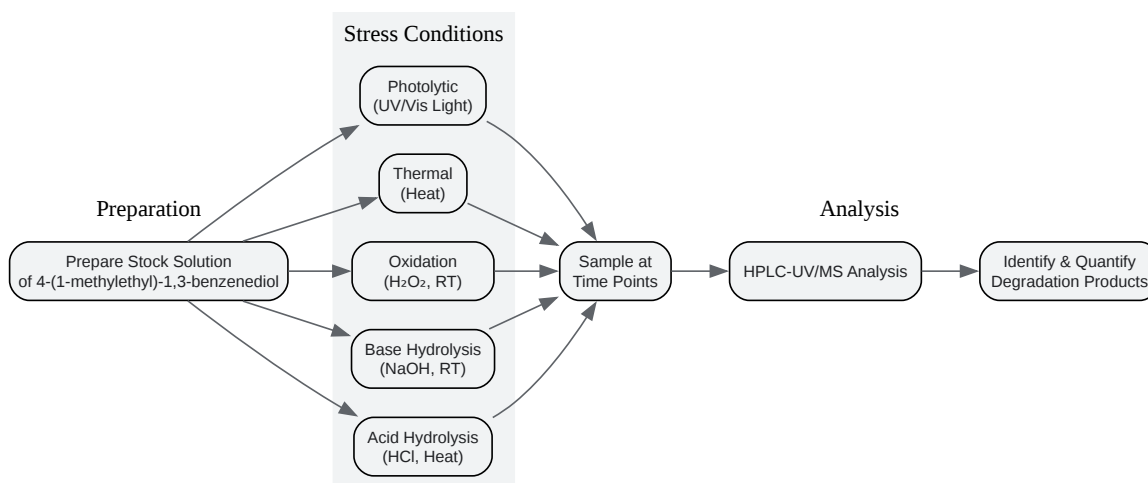 Stress Conditions
Photolytic
(UV/Vis Light)
Thermal
(Heat)
Preparation
Analysis
Prepare Stock Solution
of 4-(1-methylethyl)-1,3-benzenediol
Oxidation
(H₂O₂, RT)
Sample at
Time Points
HPLC-UV/MS Analysis
Identify & Quantify
Degradation Products
Base Hydrolysis
(NaOH, RT)
Acid Hydrolysis
(HCl, Heat)